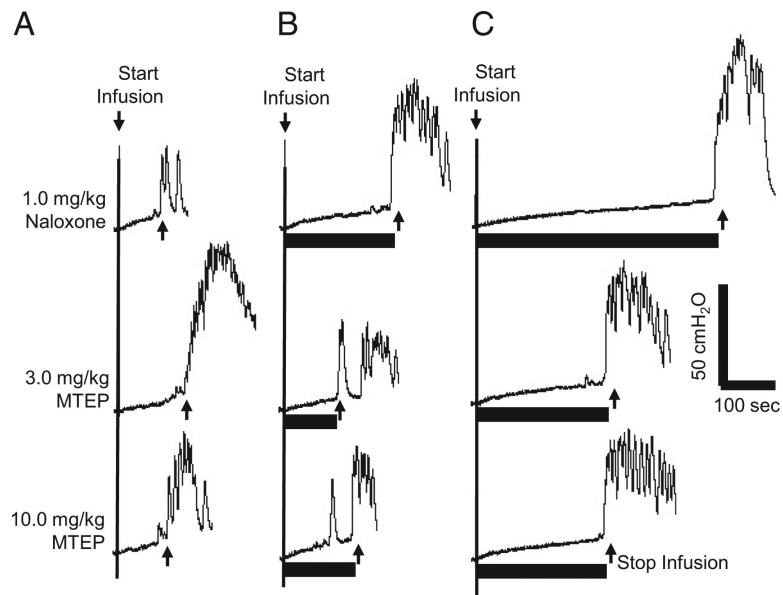 A
B
C
Start
Infusion
Start
Infusion
Start
Infusion
1.0 mg/kg
Naloxone
3.0 mg/kg
MTEP
10.0 mg/kg
MTEP
50 cmH₂O
100 sec
Stop Infusion